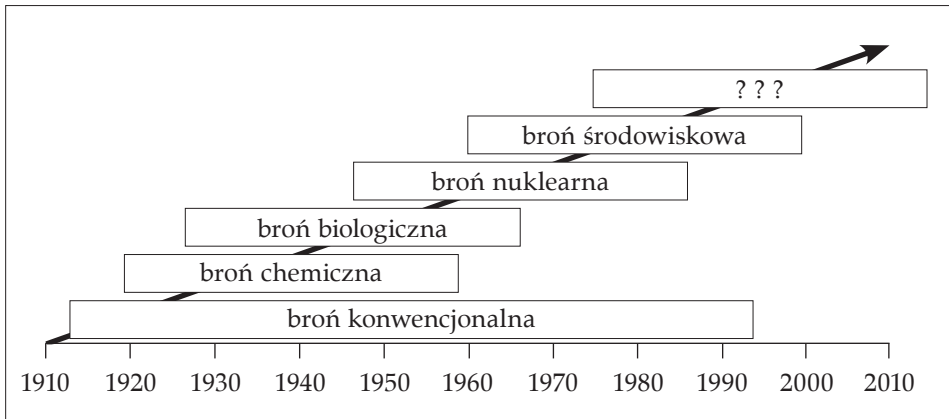 ? ? ?
broń środowiskowa
broń nuklearna
broń biologiczna
broń chemiczna
broń konwencjonalna
1910 1920 1930 1940 1950 1960 1970 1980 1990 2000 2010